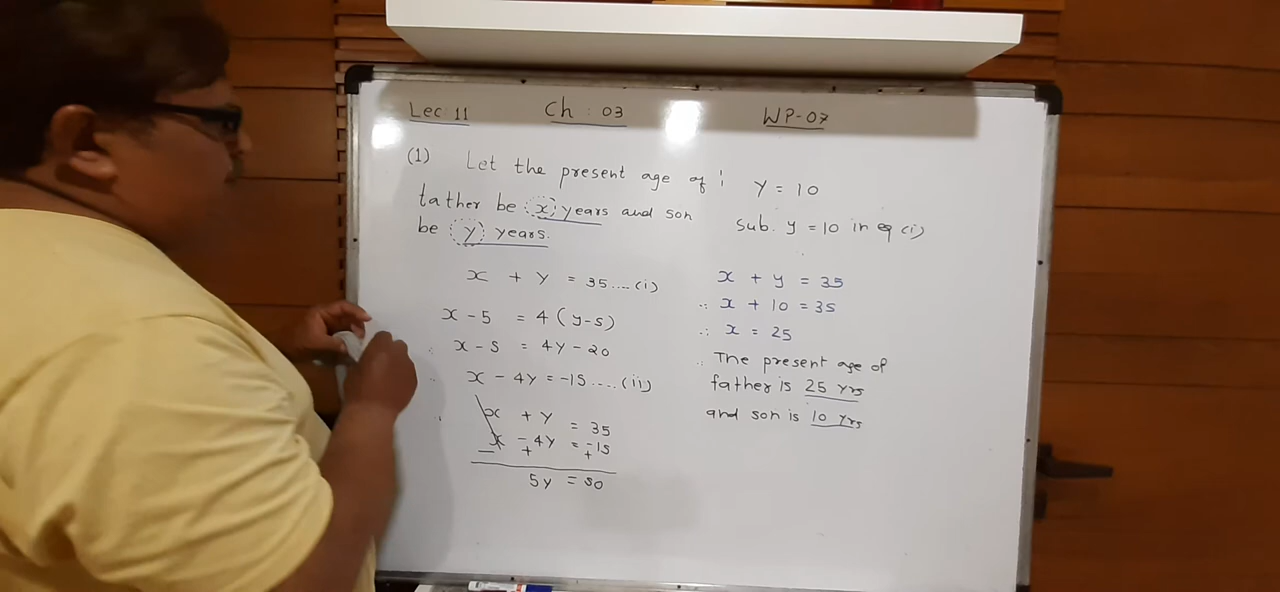 Lec: 11 Ch : 03 WP-07
(1) Let the present age of
father be x years and son
be y years.
x + y = 35....(i)
x - 5 = 4(y-5)
x - 5 = 4y - 20
x - 4y = -15....(ii)
x + y = 35
x - 4y = -15
- + +
5y = 50
y = 10
sub. y = 10 in eq (i)
x + y = 35
∴ x + 10 = 35
∴ x = 25
∴ The present age of
father is 25 yrs
and son is 10 yrs